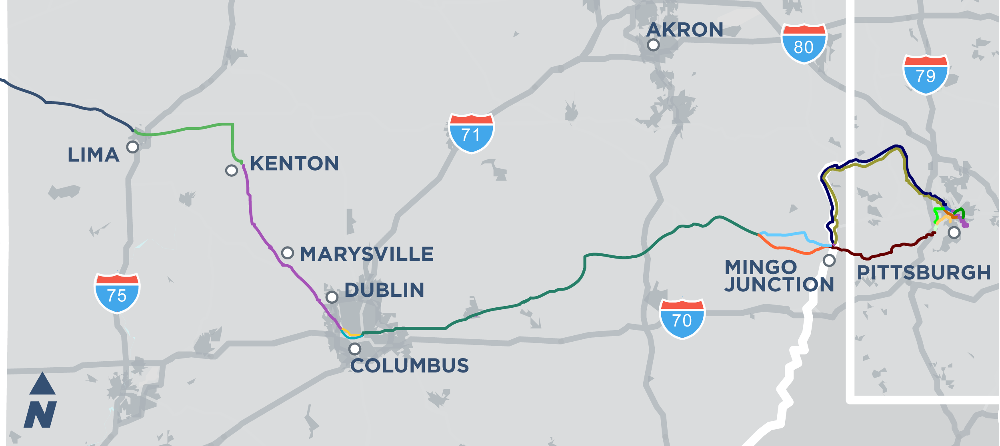 AKRON
80
79
71
LIMA
KENTON
MARYSVILLE
MINGO
JUNCTION
PITTSBURGH
75
DUBLIN
70
COLUMBUS
N